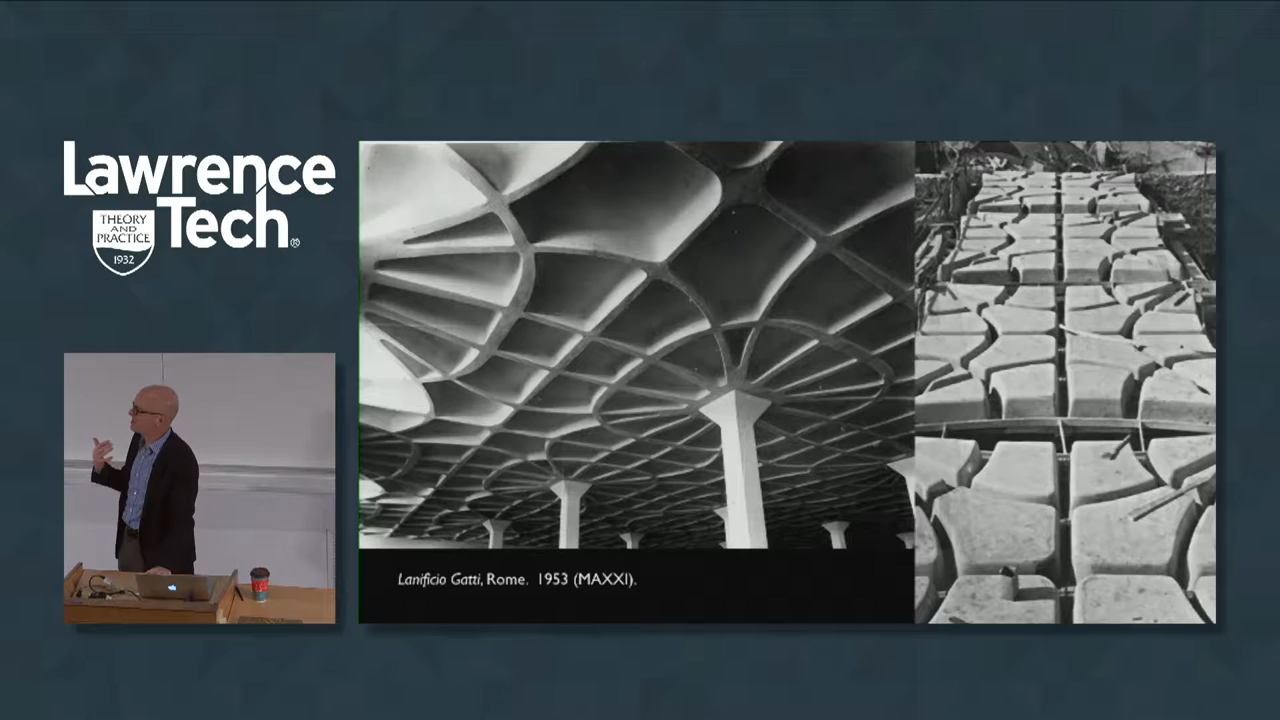 Lawrence
Tech®
THEORY
AND
PRACTICE
1932
Lanificio Gatti, Rome.  1953 (MAXXI).